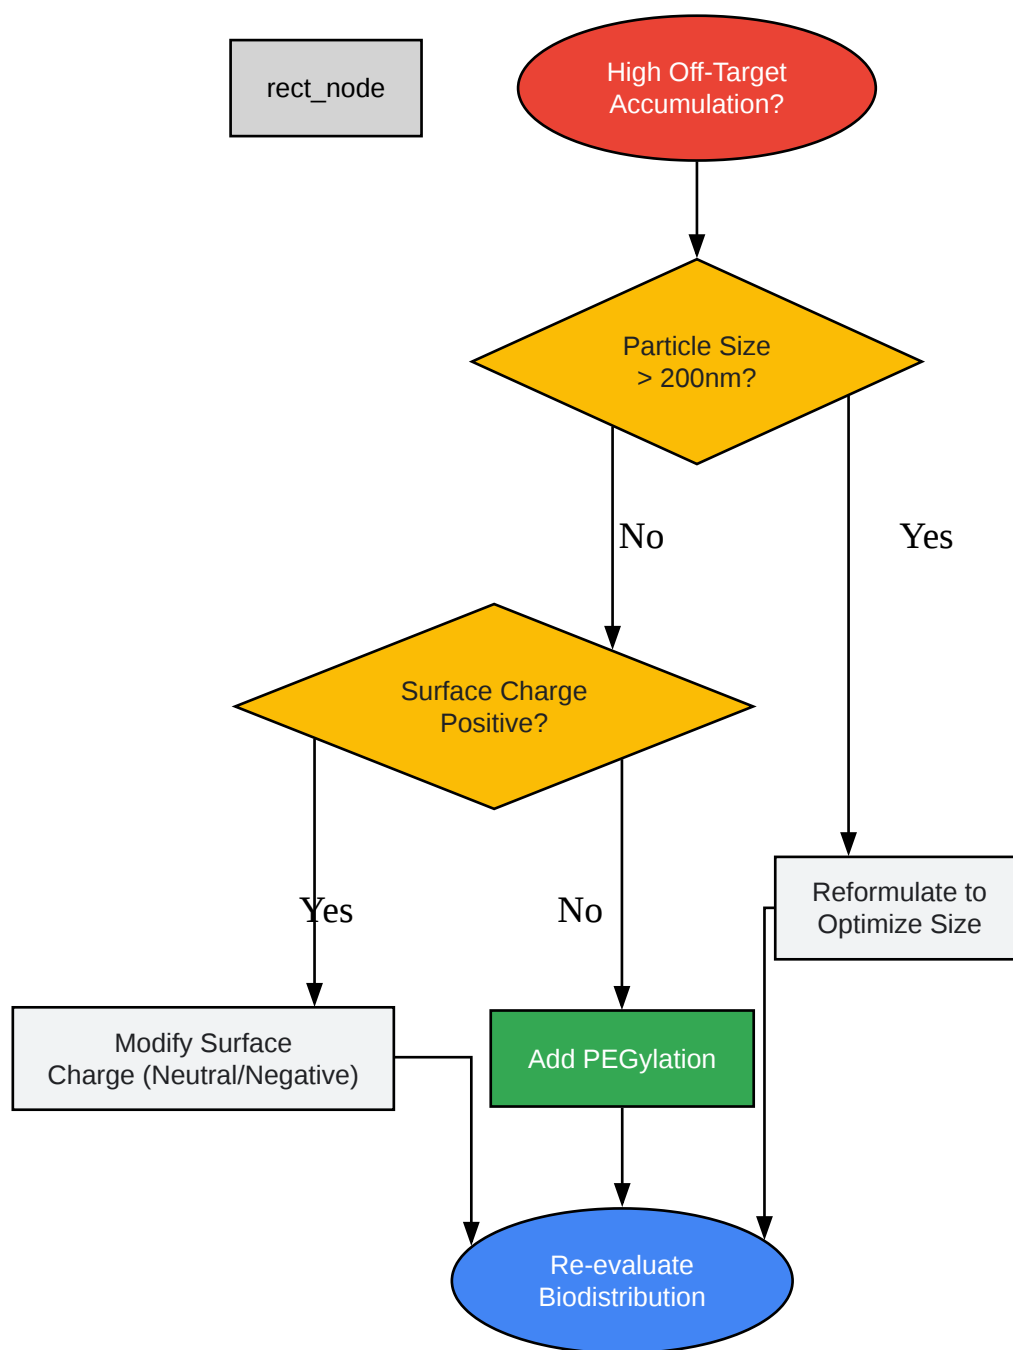 rect_node
High Off-Target
Accumulation?
Particle Size
> 200nm?
No
Yes
Surface Charge
Positive?
Yes
No
Reformulate to
Optimize Size
Modify Surface
Charge (Neutral/Negative)
Add PEGylation
Re-evaluate
Biodistribution